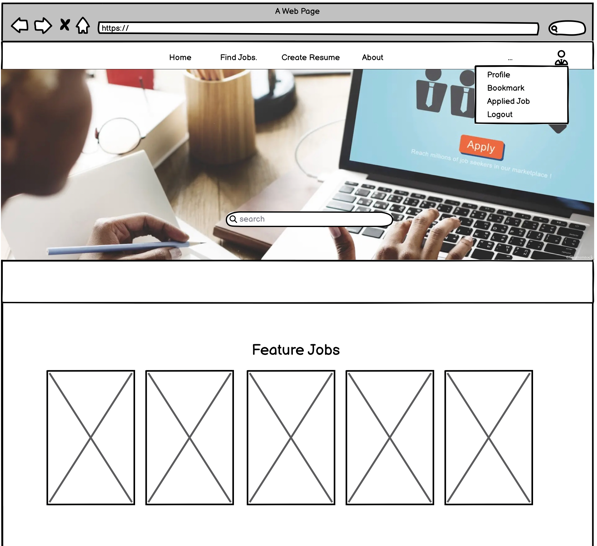 A Web Page
https://
Home Find Jobs. Create Resume About ...
Profile
Bookmark
Applied Job
Logout
Apply
search
Feature Jobs